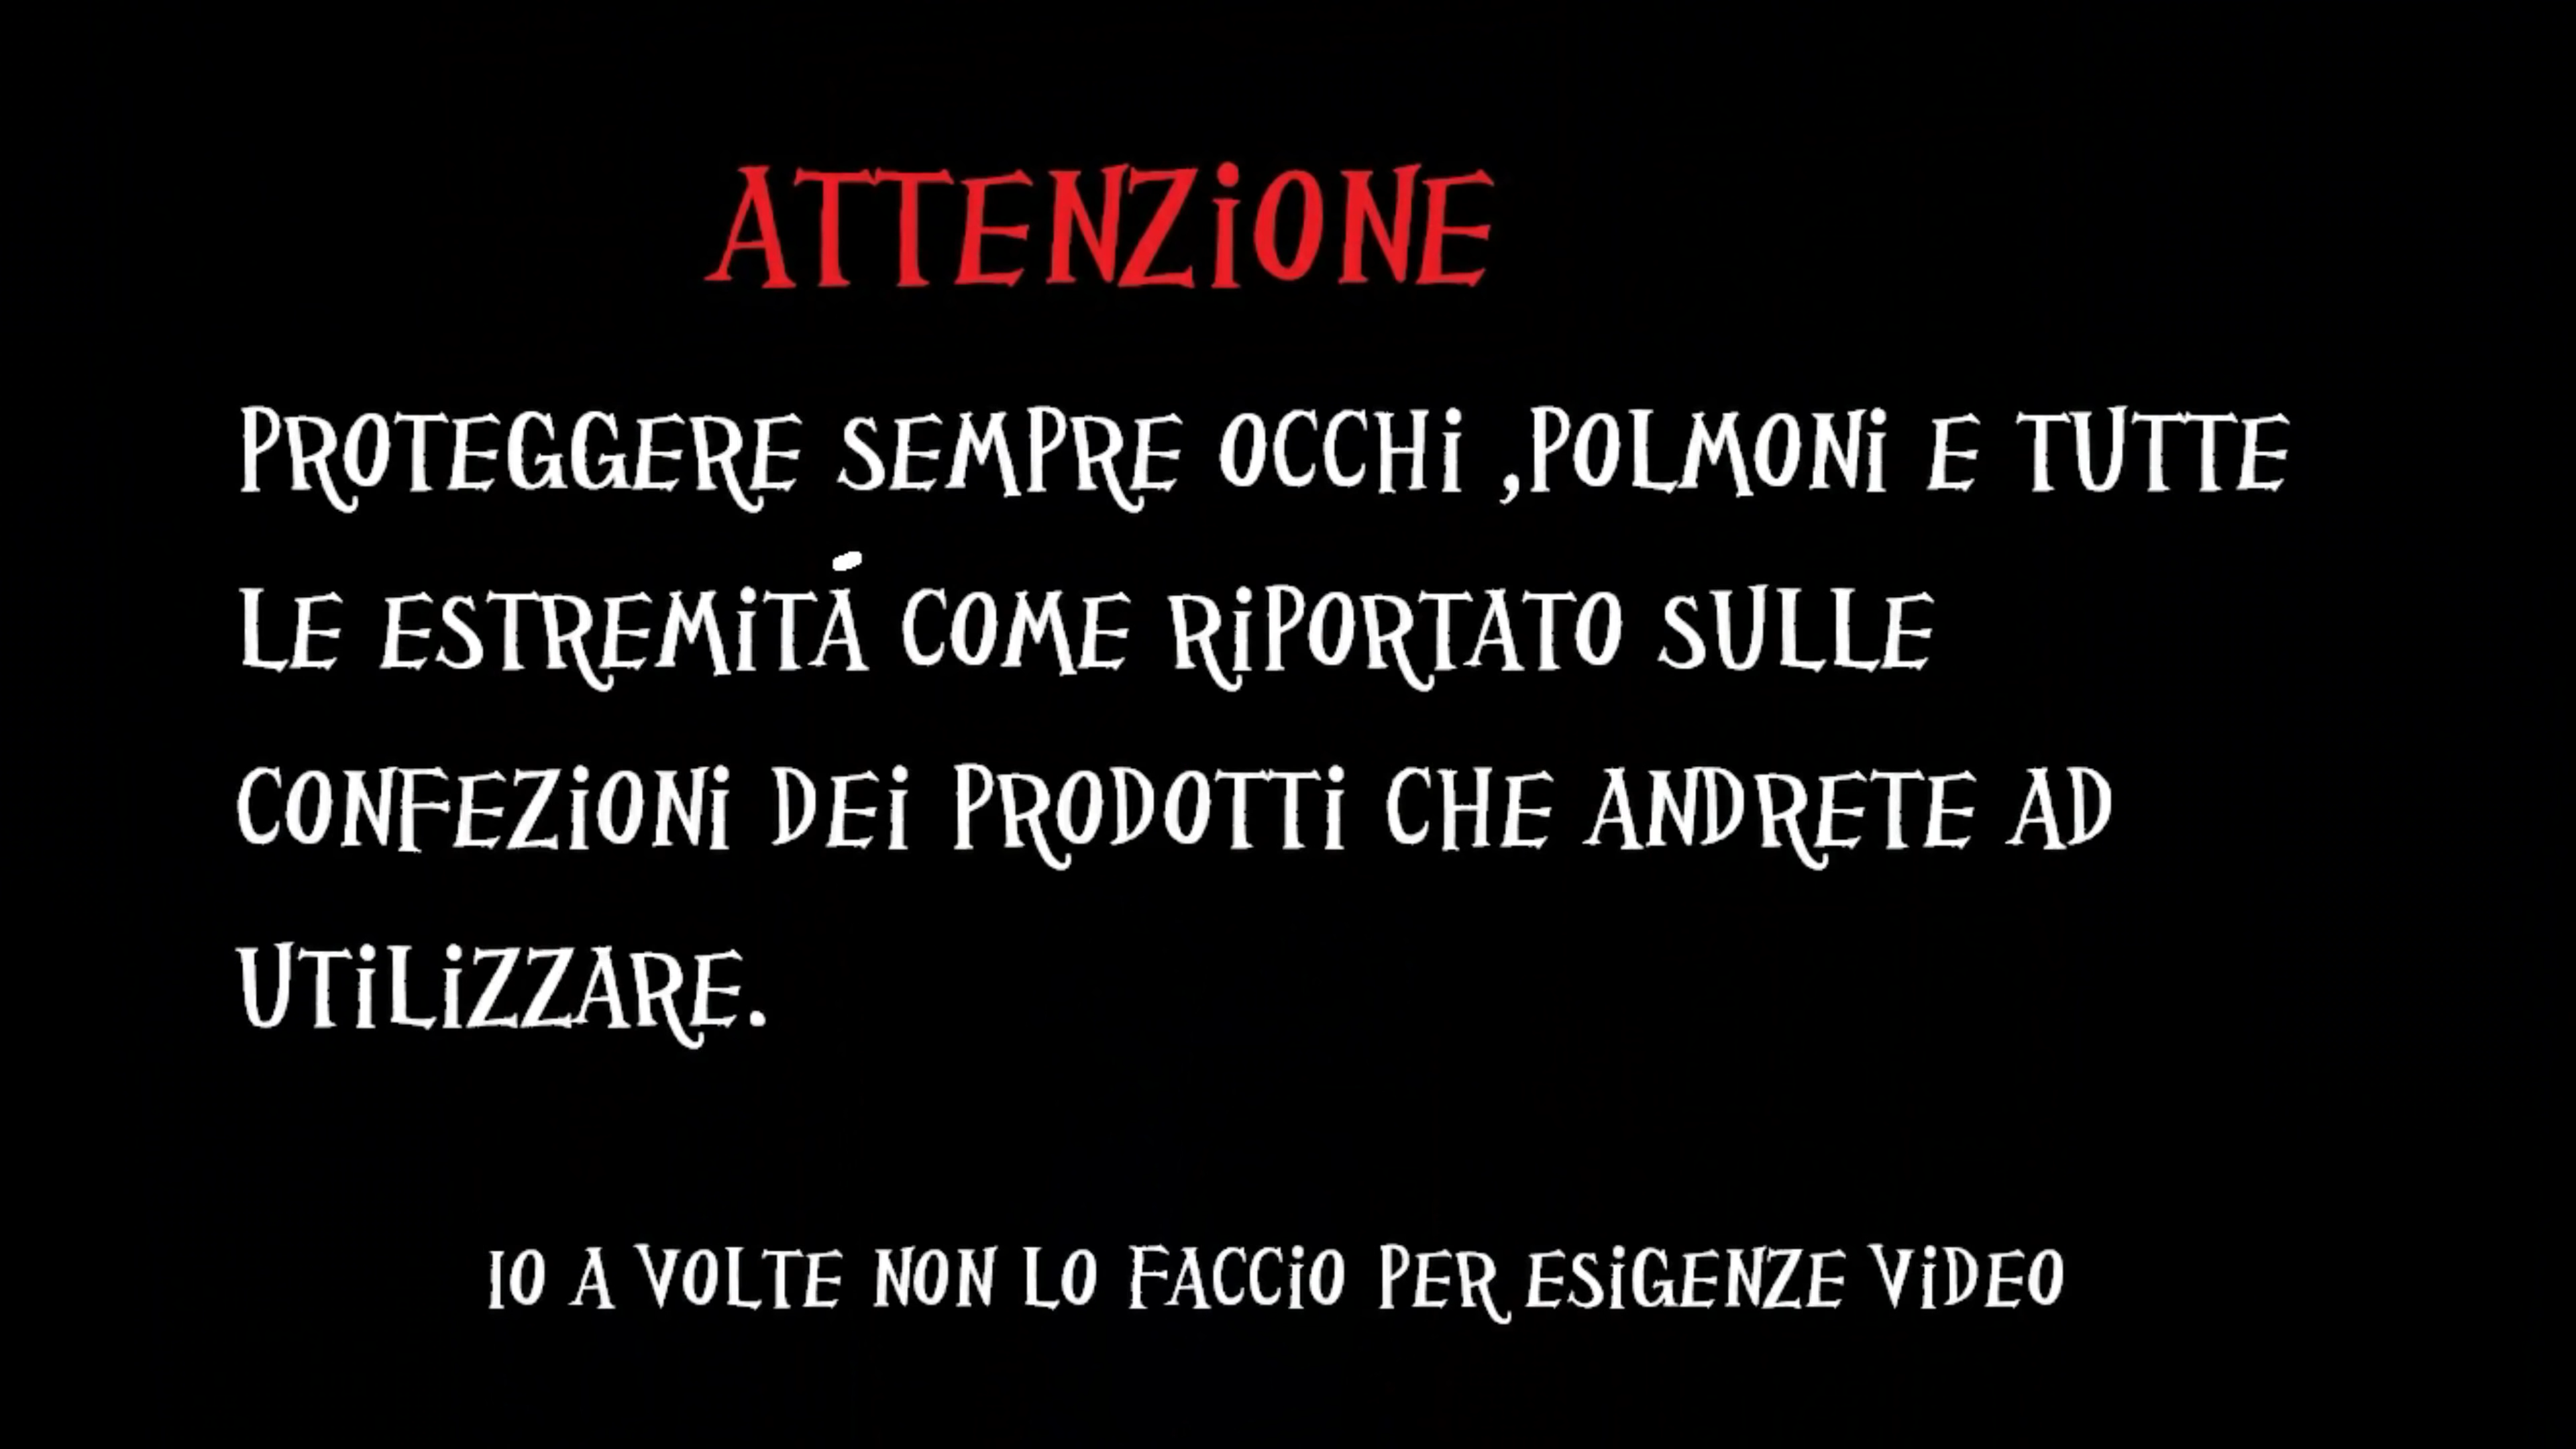 ATTENZiONE
PROTEGGERE SEMPRE OCCHi ,POLMONi E TUTTE
LE ESTREMiTÁ COME RiPORTATO SULLE
CONFEZiONi DEi PRODOTTi CHE ANDRETE AD
UTiLiZZARE.
IO A VOLTE NON LO FACCiO PER ESiGENZE ViDEO